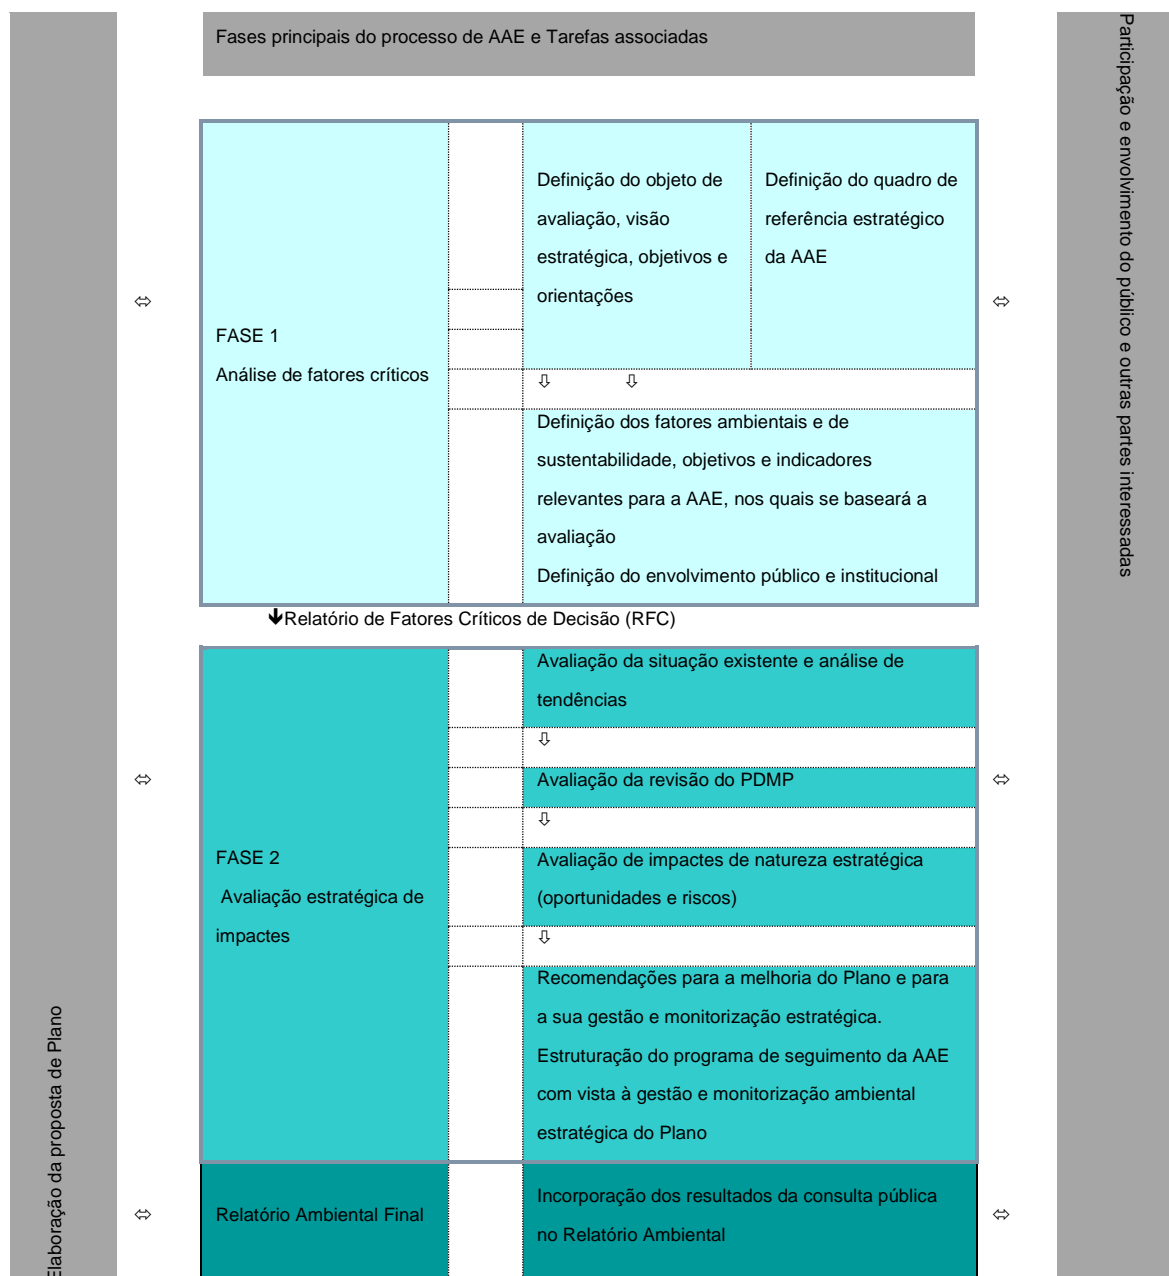 Fases principais do processo de AAE e Tarefas associadas
Participação e envolvimento do público e outras partes interessadas
Definição do objeto de
avaliação, visão
estratégica, objetivos e
orientações
Definição do quadro de
referência estratégico
da AAE
⬄
⬄
FASE 1
Análise de fatores críticos
⇩ ⇩
Definição dos fatores ambientais e de
sustentabilidade, objetivos e indicadores
relevantes para a AAE, nos quais se baseará a
avaliação
Definição do envolvimento público e institucional
🡫Relatório de Fatores Críticos de Decisão (RFC)
Avaliação da situação existente e análise de
tendências
⇩
⬄
Avaliação da revisão do PDMP
⬄
⇩
FASE 2
Avaliação estratégica de
impactes
Avaliação de impactes de natureza estratégica
(oportunidades e riscos)
⇩
Recomendações para a melhoria do Plano e para
a sua gestão e monitorização estratégica.
Estruturação do programa de seguimento da AAE
com vista à gestão e monitorização ambiental
estratégica do Plano
Elaboração da proposta de Plano
⬄
Relatório Ambiental Final
Incorporação dos resultados da consulta pública
no Relatório Ambiental
⬄